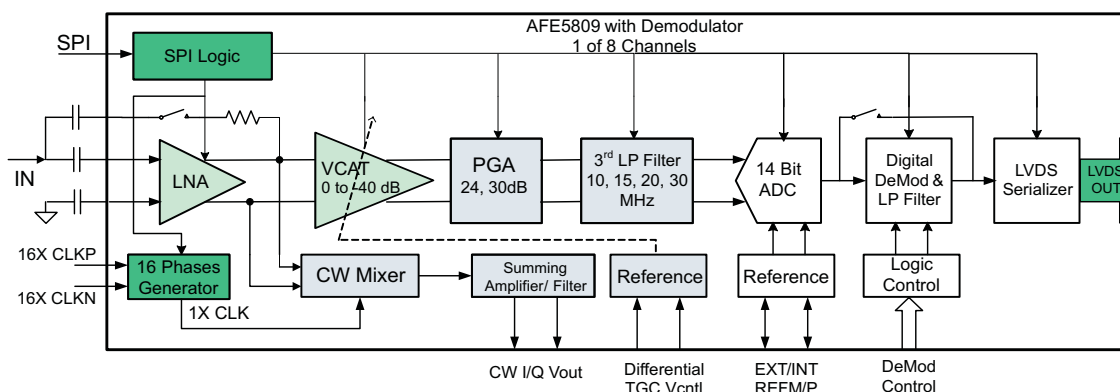 AFE5809 with Demodulator
1 of 8 Channels
SPI
SPI Logic
IN
LNA
VCAT
0 to -40 dB
PGA
24, 30dB
3rd LP Filter
10, 15, 20, 30
MHz
14 Bit
ADC
Digital
DeMod &
LP Filter
LVDS
Serializer
LVDS
OUT
16X CLKP
16X CLKN
16 Phases
Generator
1X CLK
CW Mixer
Summing
Amplifier/ Filter
Reference
Reference
Logic
Control
CW I/Q Vout
Differential
TGC Vcntl
EXT/INT
REFM/P
DeMod
Control